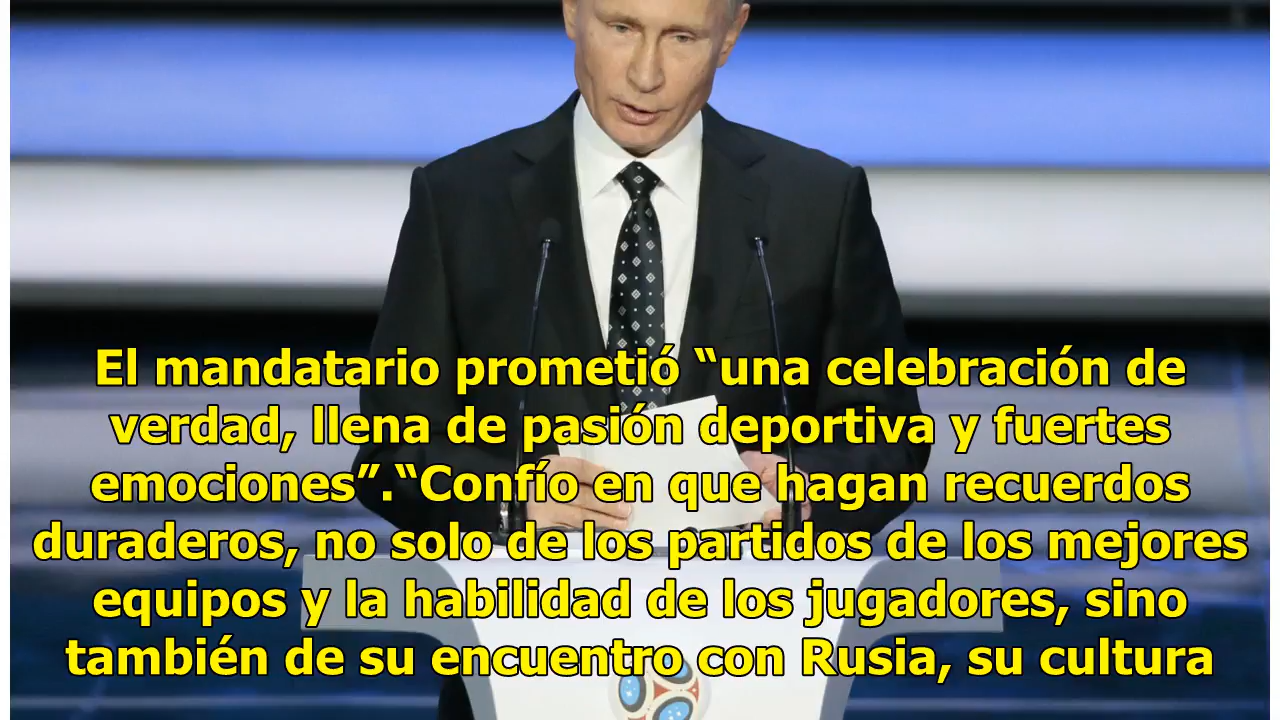 El mandatario prometió “una celebración de
verdad, llena de pasión deportiva y fuertes
emociones”.“Confío en que hagan recuerdos
duraderos, no solo de los partidos de los mejores
equipos y la habilidad de los jugadores, sino
también de su encuentro con Rusia, su cultura